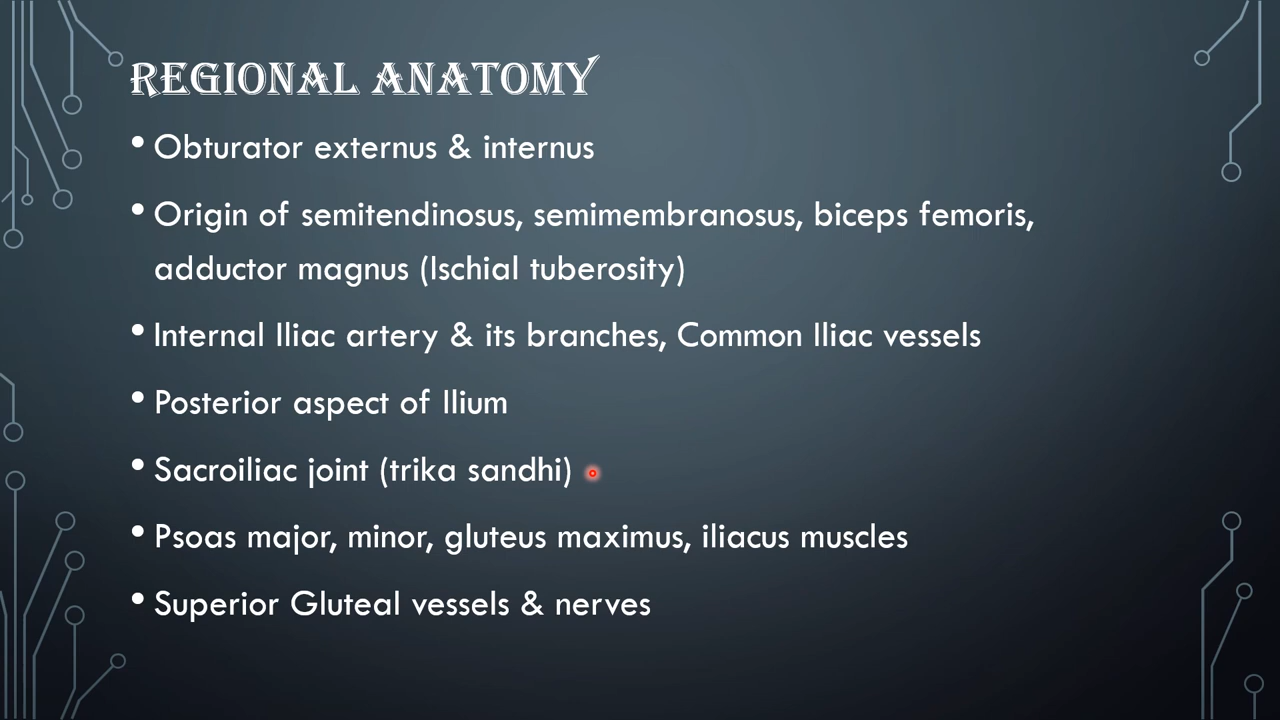 REGIONAL ANATOMY
• Obturator externus & internus
• Origin of semitendinosus, semimembranosus, biceps femoris,
adductor magnus (Ischial tuberosity)
• Internal Iliac artery & its branches, Common Iliac vessels
• Posterior aspect of Ilium
• Sacroiliac joint (trika sandhi)
• Psoas major, minor, gluteus maximus, iliacus muscles
• Superior Gluteal vessels & nerves